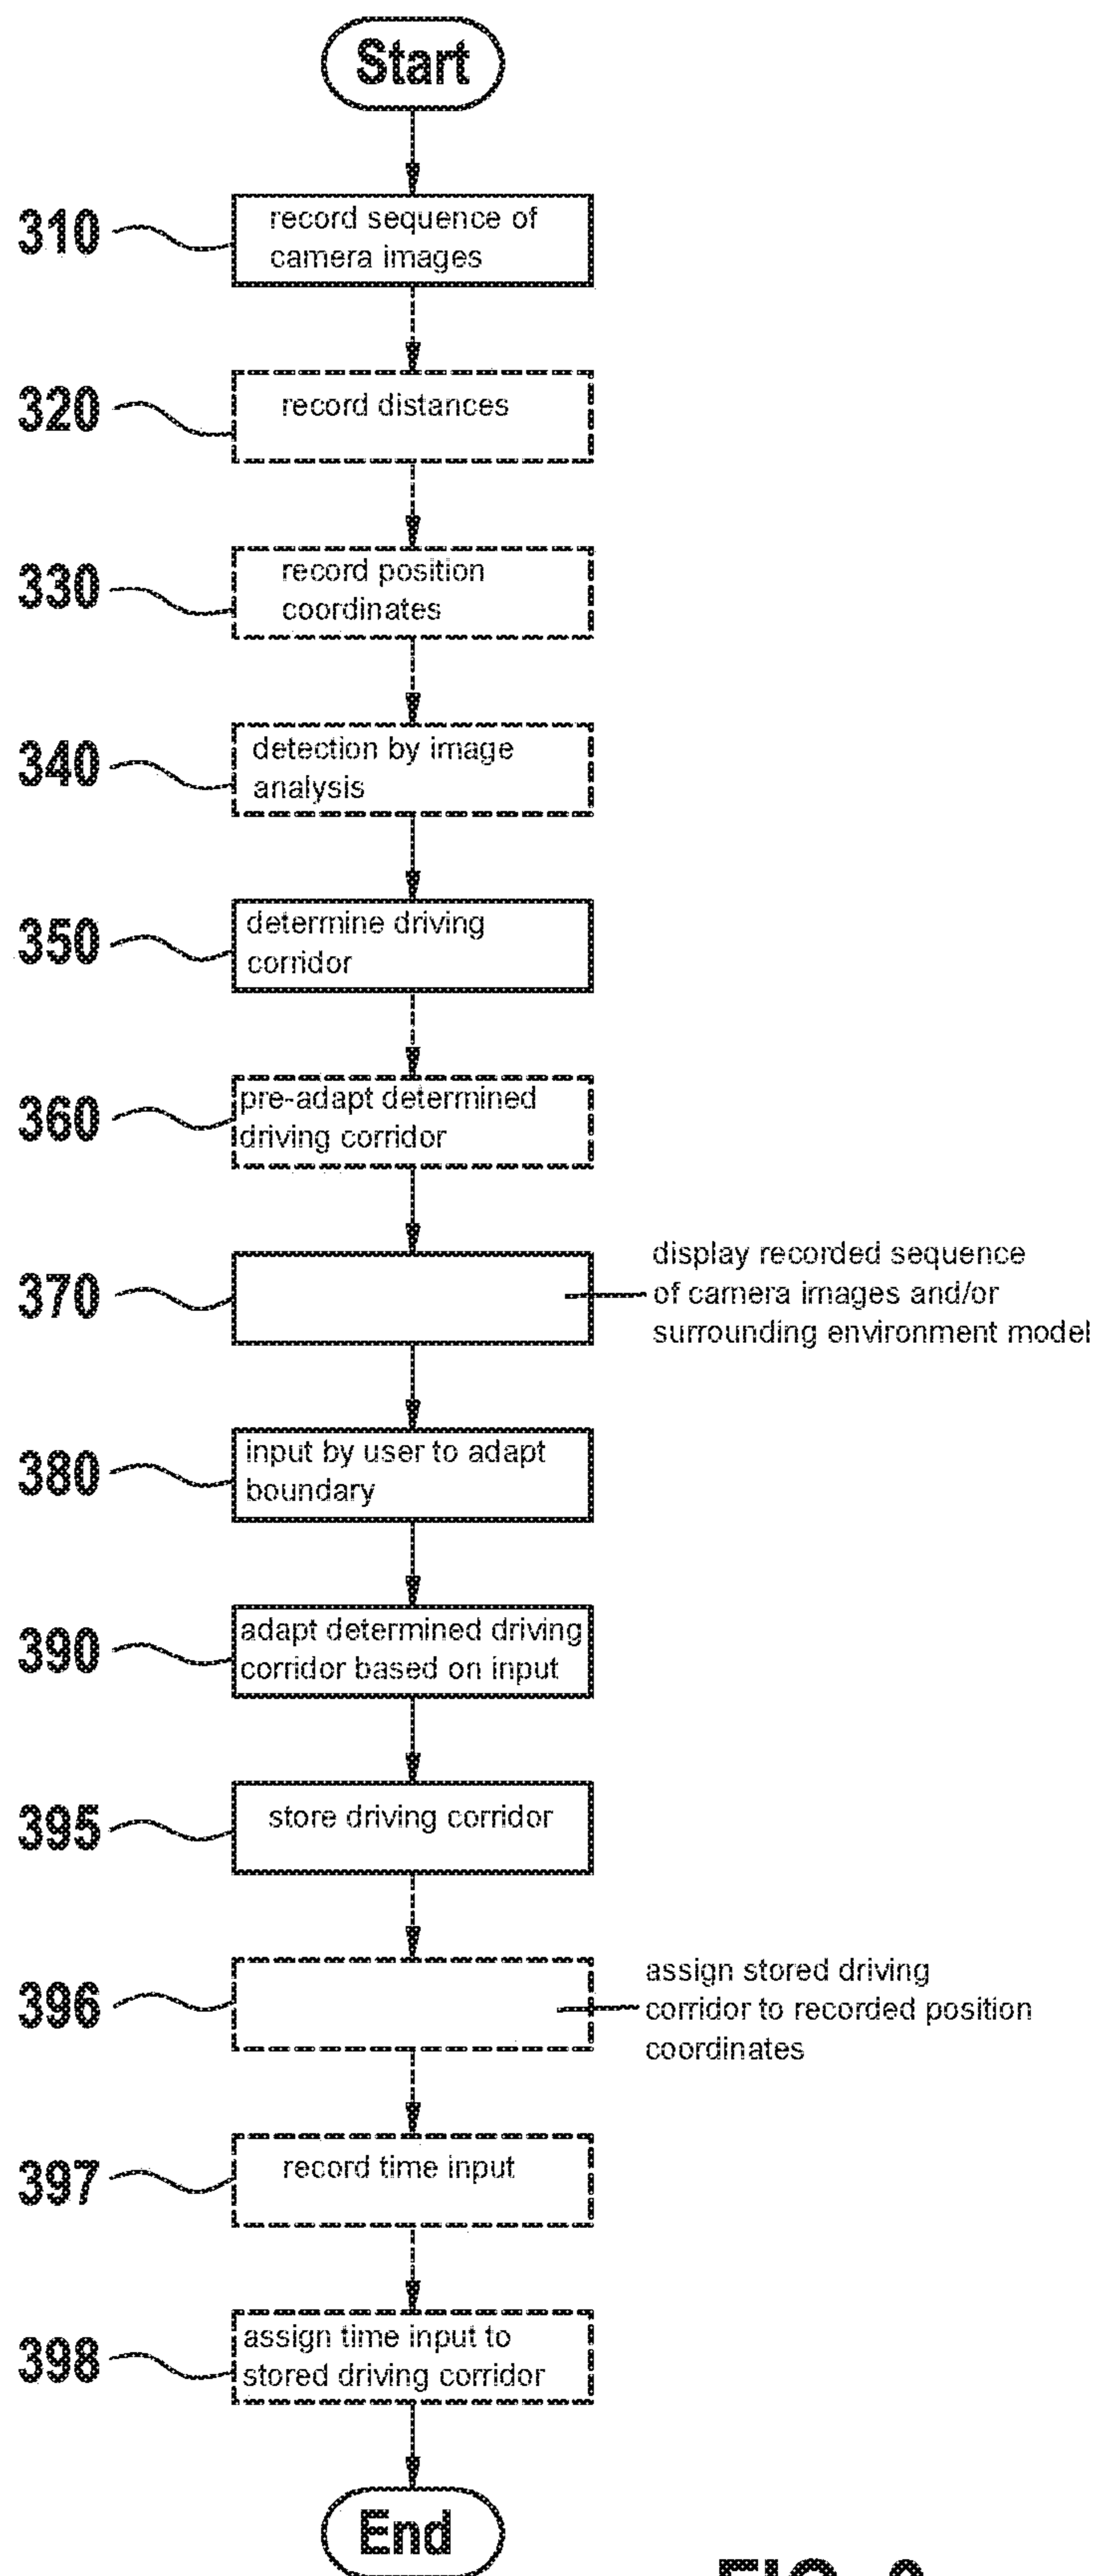 Start
310
record sequence of
camera images
320
record distances
330
record position
coordinates
340
detection by image
analysis
350
determine driving
corridor
360
pre-adapt determined
driving corridor
370
display recorded sequence
of camera images and/or
surrounding environment model
380
input by user to adapt
boundary
390
adapt determined driving
corridor based on input
395
store driving corridor
396
assign stored driving
corridor to recorded position
coordinates
397
record time input
398
assign time input to
stored driving corridor
End